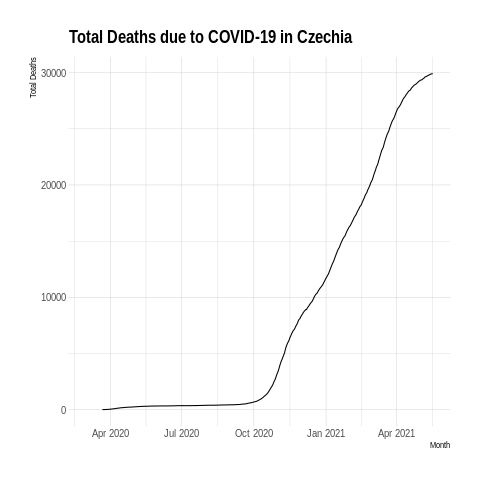 Total Deaths due to COVID-19 in Czechia
Total Deaths
30000
20000
10000
0
Apr 2020 Jul 2020 Oct 2020 Jan 2021 Apr 2021
Month